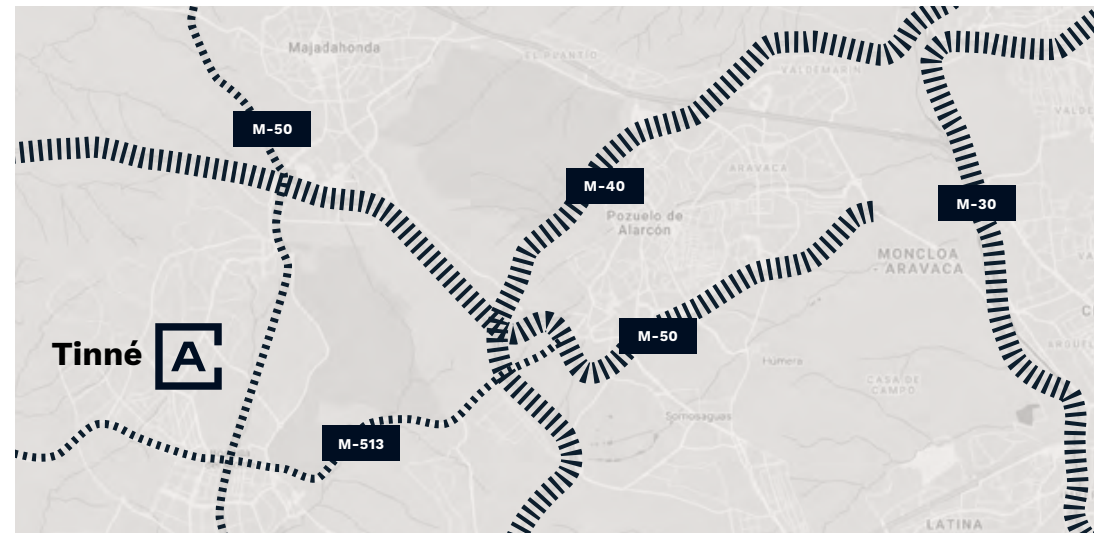 Majadahonda
EL PLANTÍO
VALDEMARÍN
M-50
ARAVACA
M-40
M-30
Pozuelo de
Alarcón
MONCLOA
- ARAVACA
M-50
Tinné A
Húmera
CASA DE
CAMPO
Somosaguas
M-513
LATINA